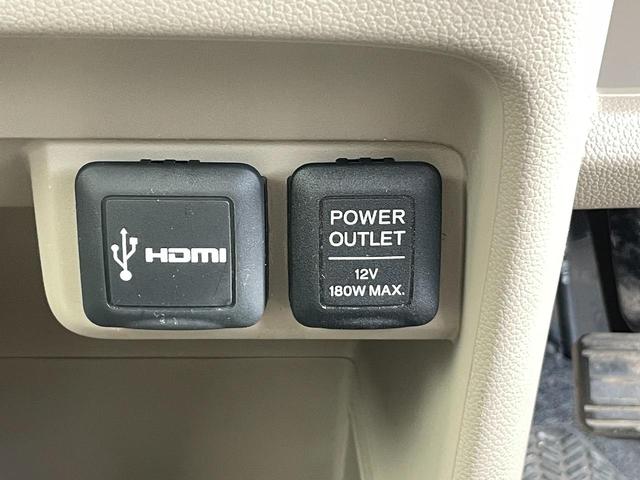 HDMI
POWER
OUTLET
12V
180W MAX.